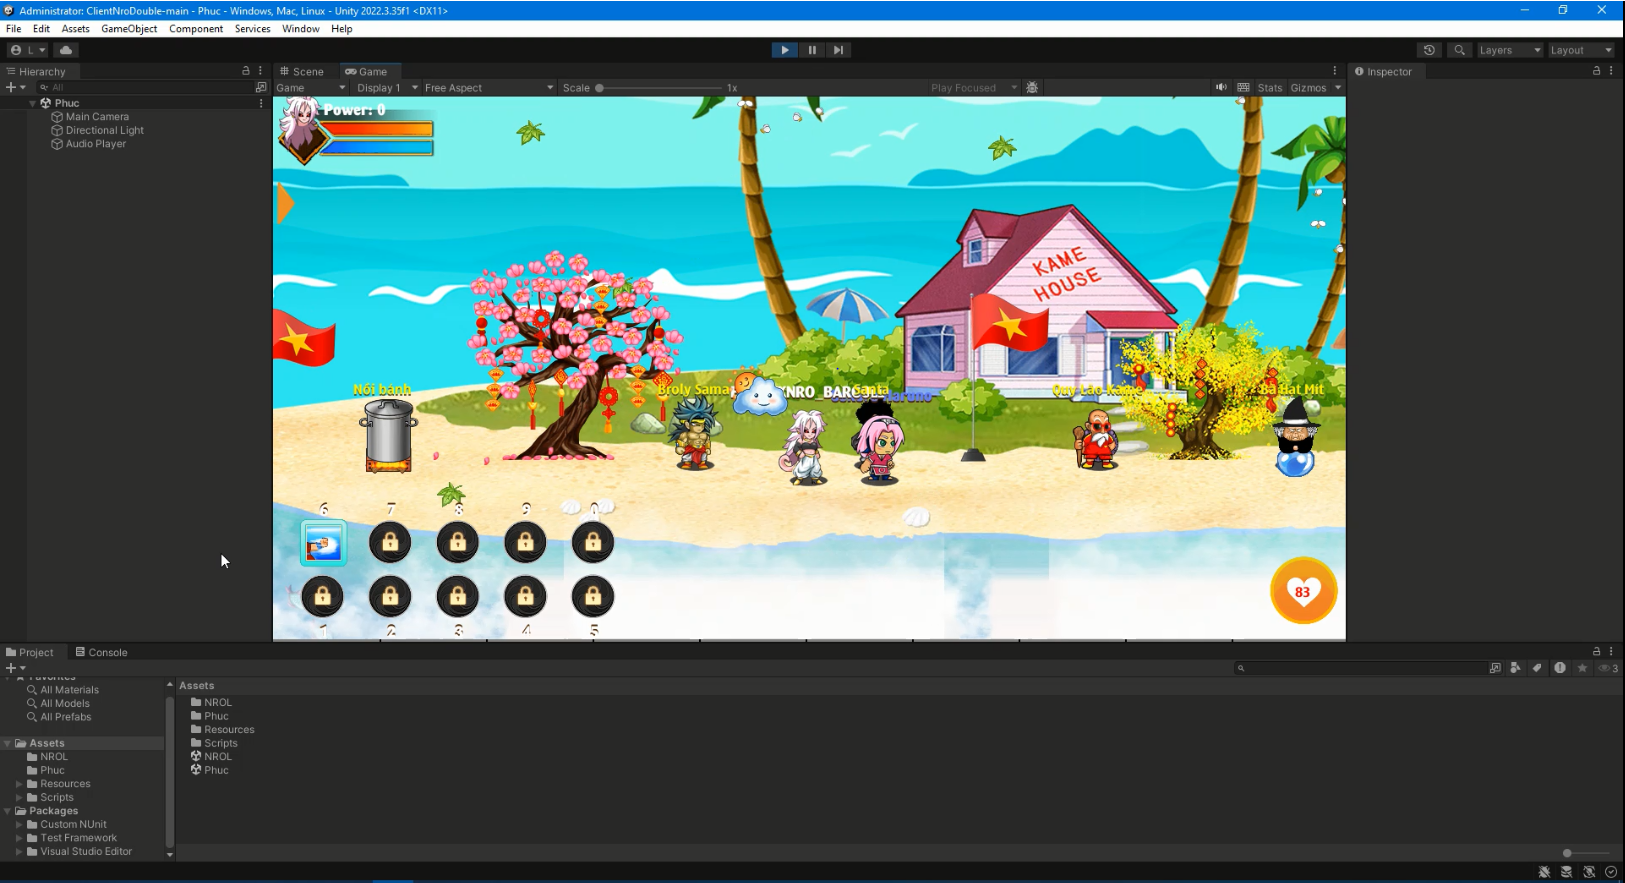 Administrator: ClientNroDouble-main - Phuc - Windows, Mac, Linux - Unity 2022.3.35f1 <DX11>
File Edit Assets GameObject Component Services Window Help
L Layers Layout
Hierarchy Scene Game Inspector
All Game Display 1 Free Aspect Scale 1x Play Focused Stats Gizmos
Phuc
Main Camera
Directional Light
Audio Player
Power: 0
KAME
HOUSE
Nồi bánh
Broly Sama
Quy Lão Kame
Bà Hạt Mít
6 7 8 9 0
1 2 3 4 5
83
Project Console
3
Favorites
All Materials
All Models
All Prefabs
Assets
NROL
Phuc
Resources
Scripts
Packages
Custom NUnit
Test Framework
Visual Studio Editor
Assets
NROL
Phuc
Resources
Scripts
NROL
Phuc